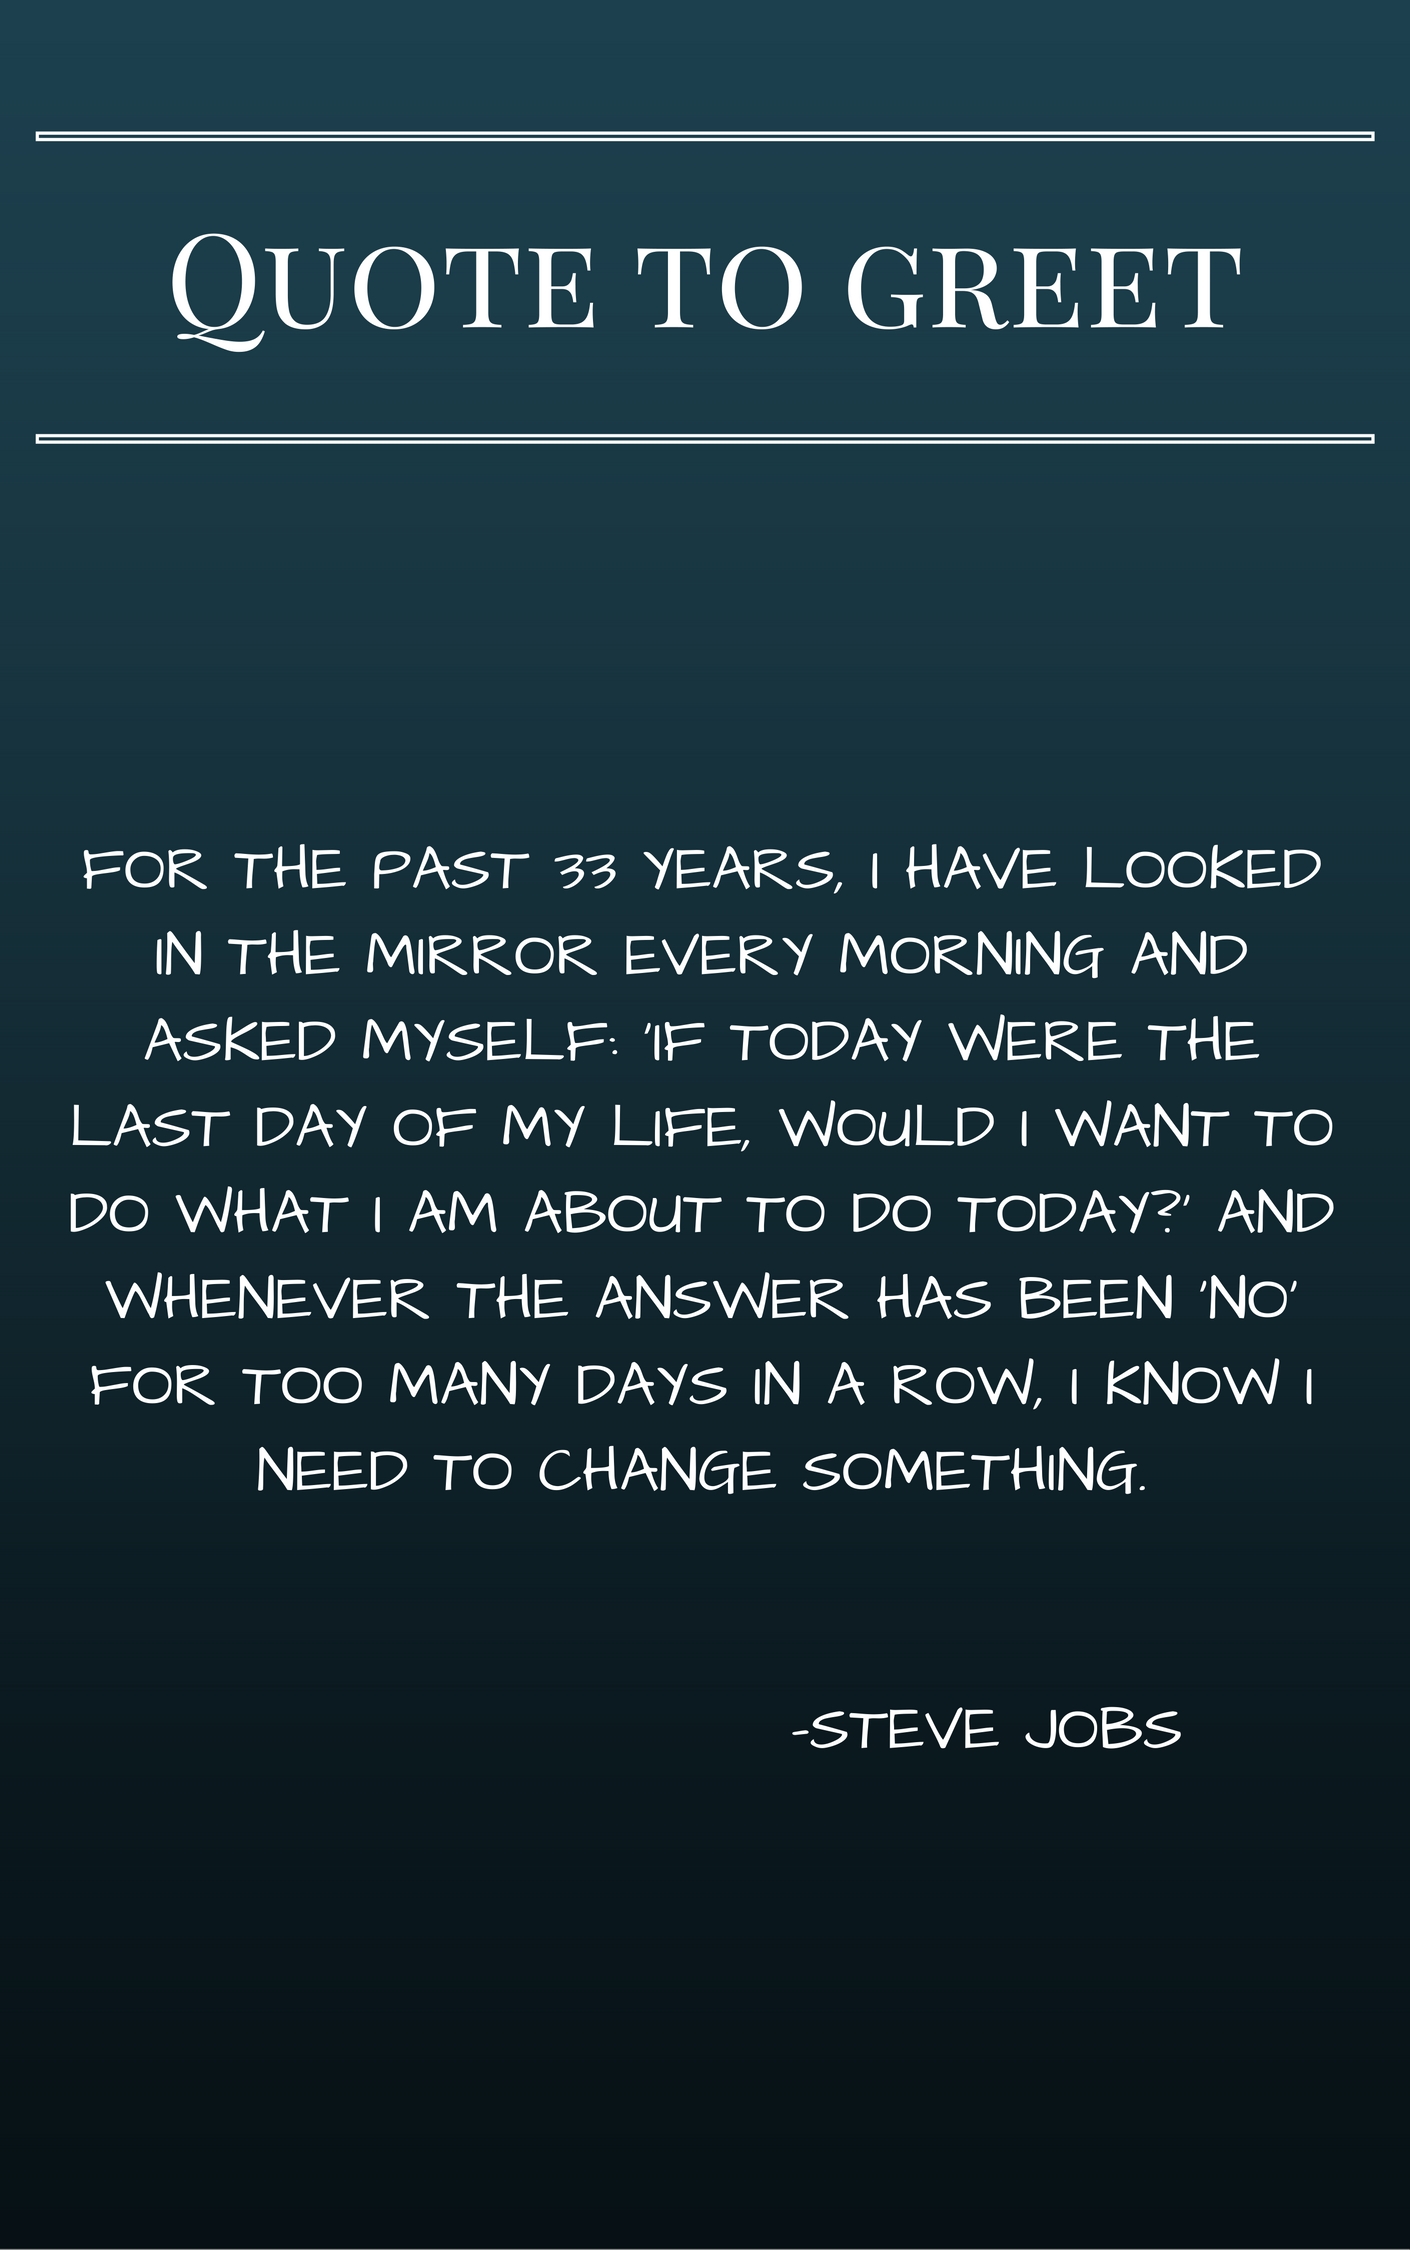 Quote to greet
FOR THE PAST 33 YEARS, I HAVE LOOKED
IN THE MIRROR EVERY MORNING AND
ASKED MYSELF: 'IF TODAY WERE THE
LAST DAY OF MY LIFE, WOULD I WANT TO
DO WHAT I AM ABOUT TO DO TODAY?' AND
WHENEVER THE ANSWER HAS BEEN 'NO'
FOR TOO MANY DAYS IN A ROW, I KNOW I
NEED TO CHANGE SOMETHING.
-STEVE JOBS